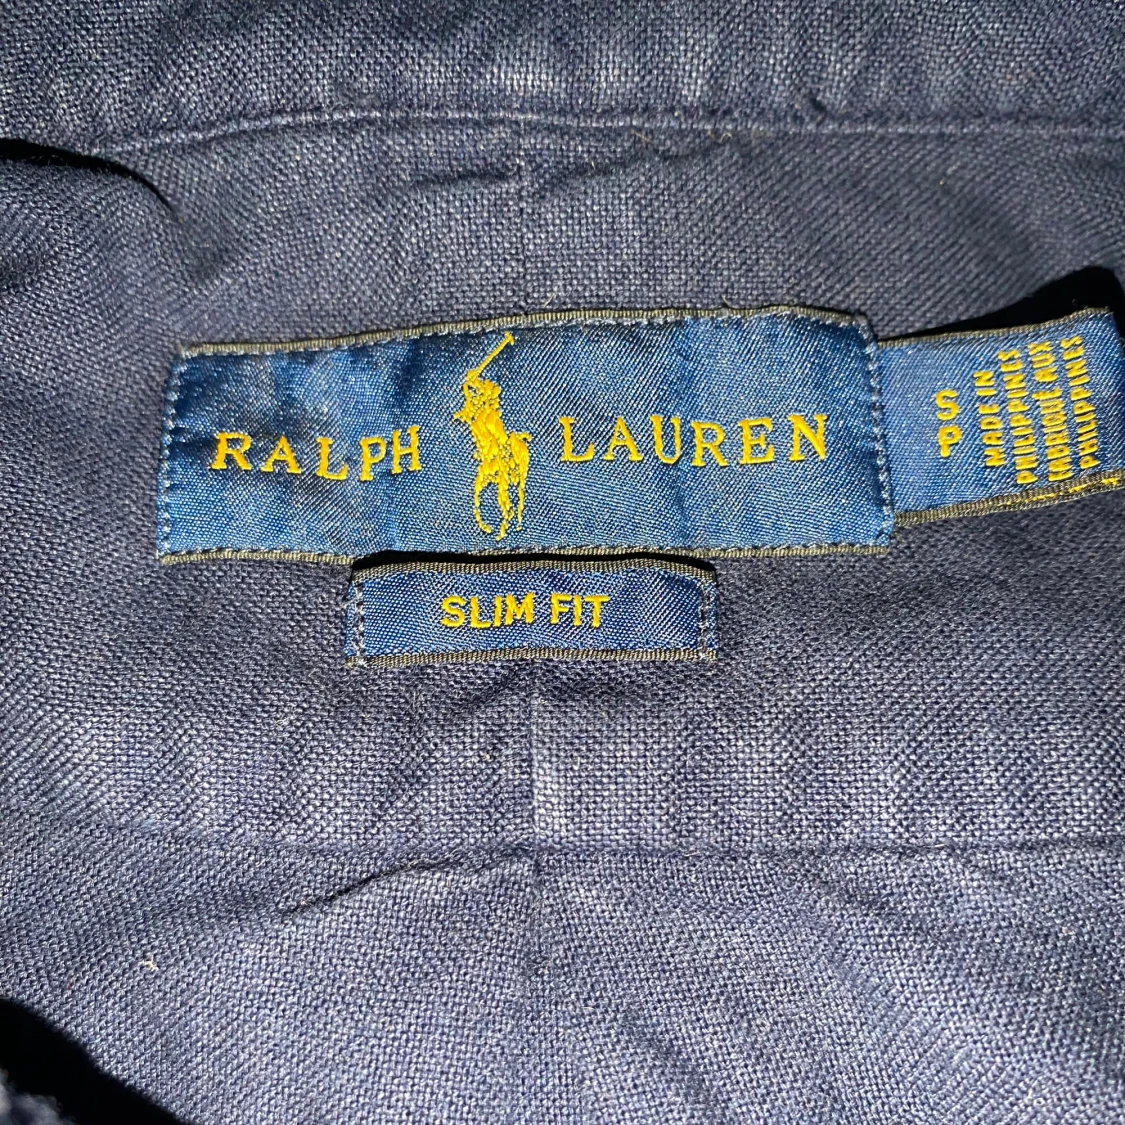 RALPH LAUREN
SLIM FIT
S
P
MADE IN
PHILIPPINES
FABRIQUÉ AUX
PHILIPPINES